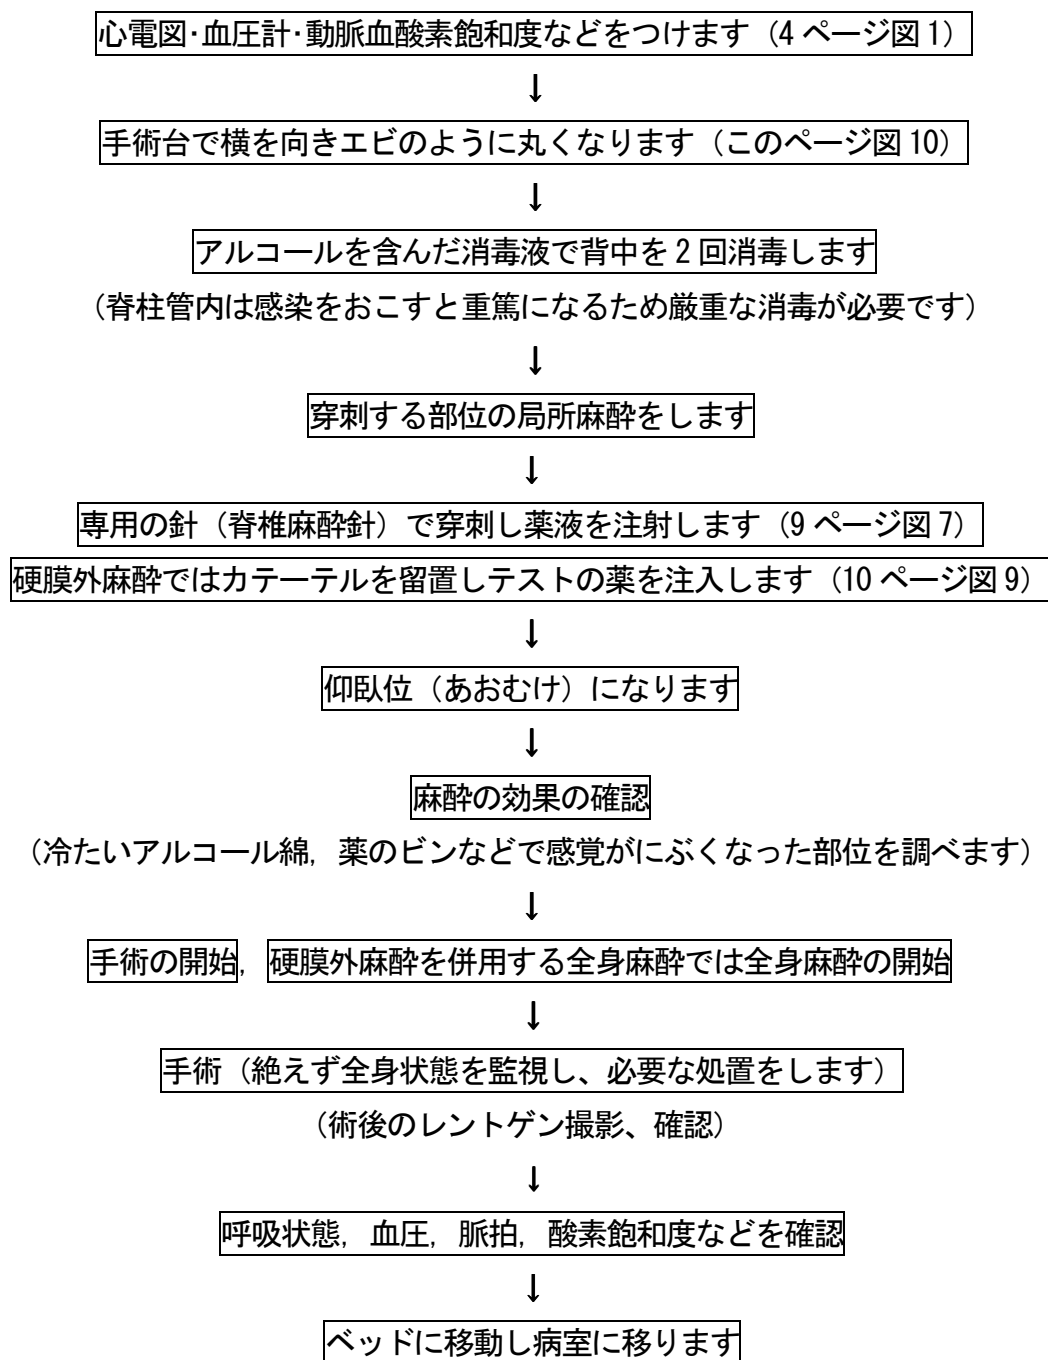 心電図･血圧計･動脈血酸素飽和度などをつけます（4 ページ図 1）
↓
手術台で横を向きエビのように丸くなります（このページ図 10）
↓
アルコールを含んだ消毒液で背中を 2 回消毒します
（脊柱管内は感染をおこすと重篤になるため厳重な消毒が必要です）
↓
穿刺する部位の局所麻酔をします
↓
専用の針（脊椎麻酔針）で穿刺し薬液を注射します（9 ページ図 7）
硬膜外麻酔ではカテーテルを留置しテストの薬を注入します（10 ページ図 9）
↓
仰臥位（あおむけ）になります
↓
麻酔の効果の確認
（冷たいアルコール綿，薬のビンなどで感覚がにぶくなった部位を調べます）
↓
手術の開始，硬膜外麻酔を併用する全身麻酔では全身麻酔の開始
↓
手術（絶えず全身状態を監視し、必要な処置をします）
（術後のレントゲン撮影、確認）
↓
呼吸状態，血圧，脈拍，酸素飽和度などを確認
↓
ベッドに移動し病室に移ります